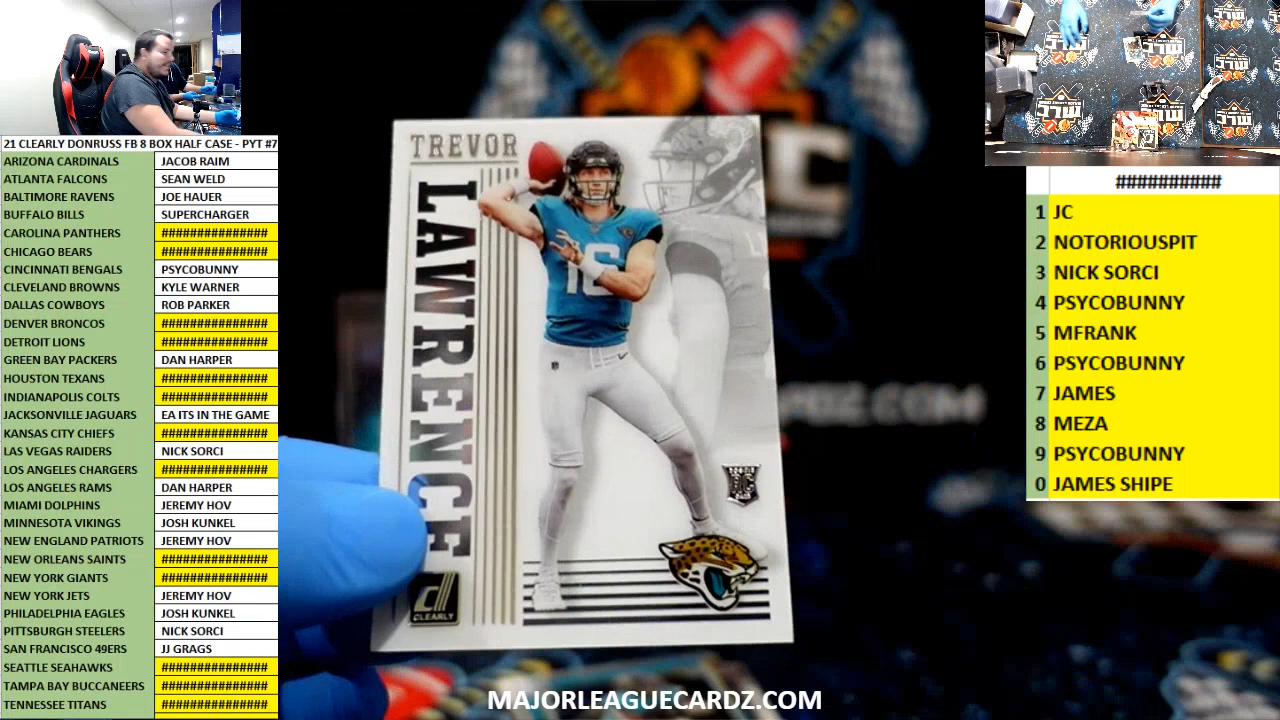 21 CLEARLY DONRUSS FB 8 BOX HALF CASE - PYT #7
ARIZONA CARDINALS JACOB RAIM
ATLANTA FALCONS SEAN WELD
BALTIMORE RAVENS JOE HAUER
BUFFALO BILLS SUPERCHARGER
CAROLINA PANTHERS ###############
CHICAGO BEARS ###############
CINCINNATI BENGALS PSYCOBUNNY
CLEVELAND BROWNS KYLE WARNER
DALLAS COWBOYS ROB PARKER
DENVER BRONCOS ###############
DETROIT LIONS ###############
GREEN BAY PACKERS DAN HARPER
HOUSTON TEXANS ###############
INDIANAPOLIS COLTS ###############
JACKSONVILLE JAGUARS EA ITS IN THE GAME
KANSAS CITY CHIEFS ###############
LAS VEGAS RAIDERS NICK SORCI
LOS ANGELES CHARGERS ###############
LOS ANGELES RAMS DAN HARPER
MIAMI DOLPHINS JEREMY HOV
MINNESOTA VIKINGS JOSH KUNKEL
NEW ENGLAND PATRIOTS JEREMY HOV
NEW ORLEANS SAINTS ###############
NEW YORK GIANTS ###############
NEW YORK JETS JEREMY HOV
PHILADELPHIA EAGLES JOSH KUNKEL
PITTSBURGH STEELERS NICK SORCI
SAN FRANCISCO 49ERS JJ GRAGS
SEATTLE SEAHAWKS ###############
TAMPA BAY BUCCANEERS ###############
TENNESSEE TITANS ###############
TREVOR
LAWRENCE
16
RC
CLEARLY
MAJORLEAGUECARDZ.COM
##########
1 JC
2 NOTORIOUSPIT
3 NICK SORCI
4 PSYCOBUNNY
5 MFRANK
6 PSYCOBUNNY
7 JAMES
8 MEZA
9 PSYCOBUNNY
0 JAMES SHIPE